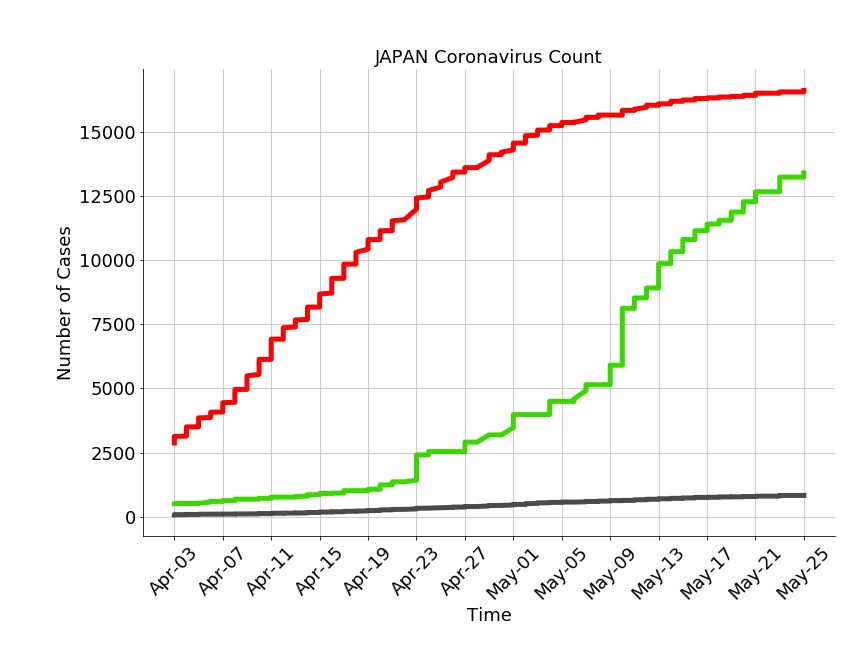 JAPAN Coronavirus Count
Number of Cases
15000
12500
10000
7500
5000
2500
0
Apr-03
Apr-07
Apr-11
Apr-15
Apr-19
Apr-23
Apr-27
May-01
May-05
May-09
May-13
May-17
May-21
May-25
Time